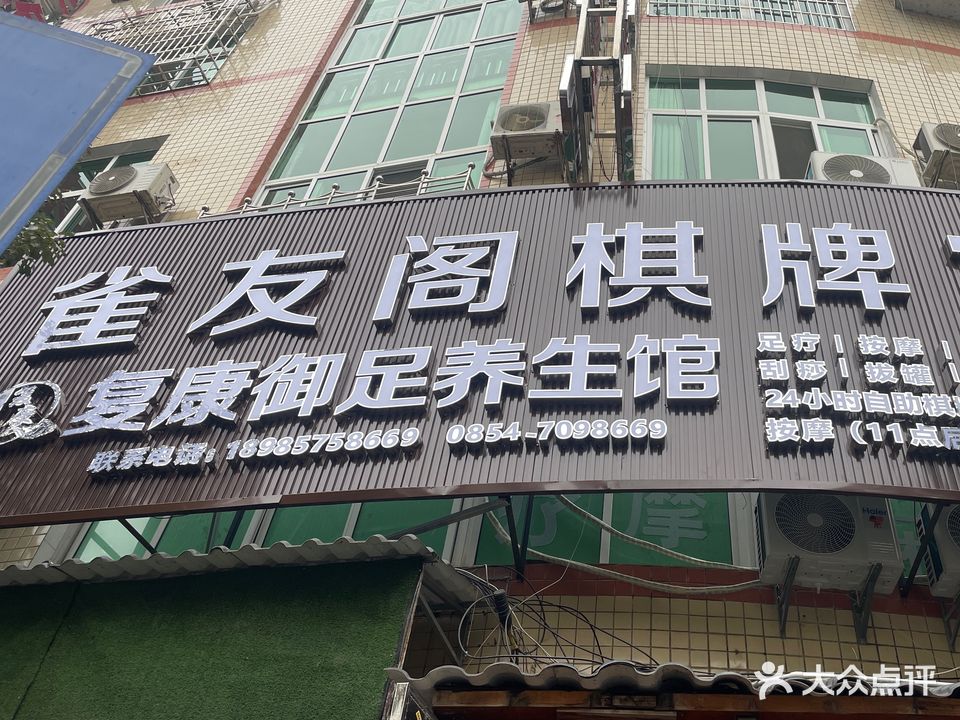 雀友阁棋牌
复康御足养生馆
联系电话：18985758669 0854-7098669
足疗｜按摩｜
刮痧｜拔罐｜
24小时自助棋
按摩（11点
摩
Haier
大众点评